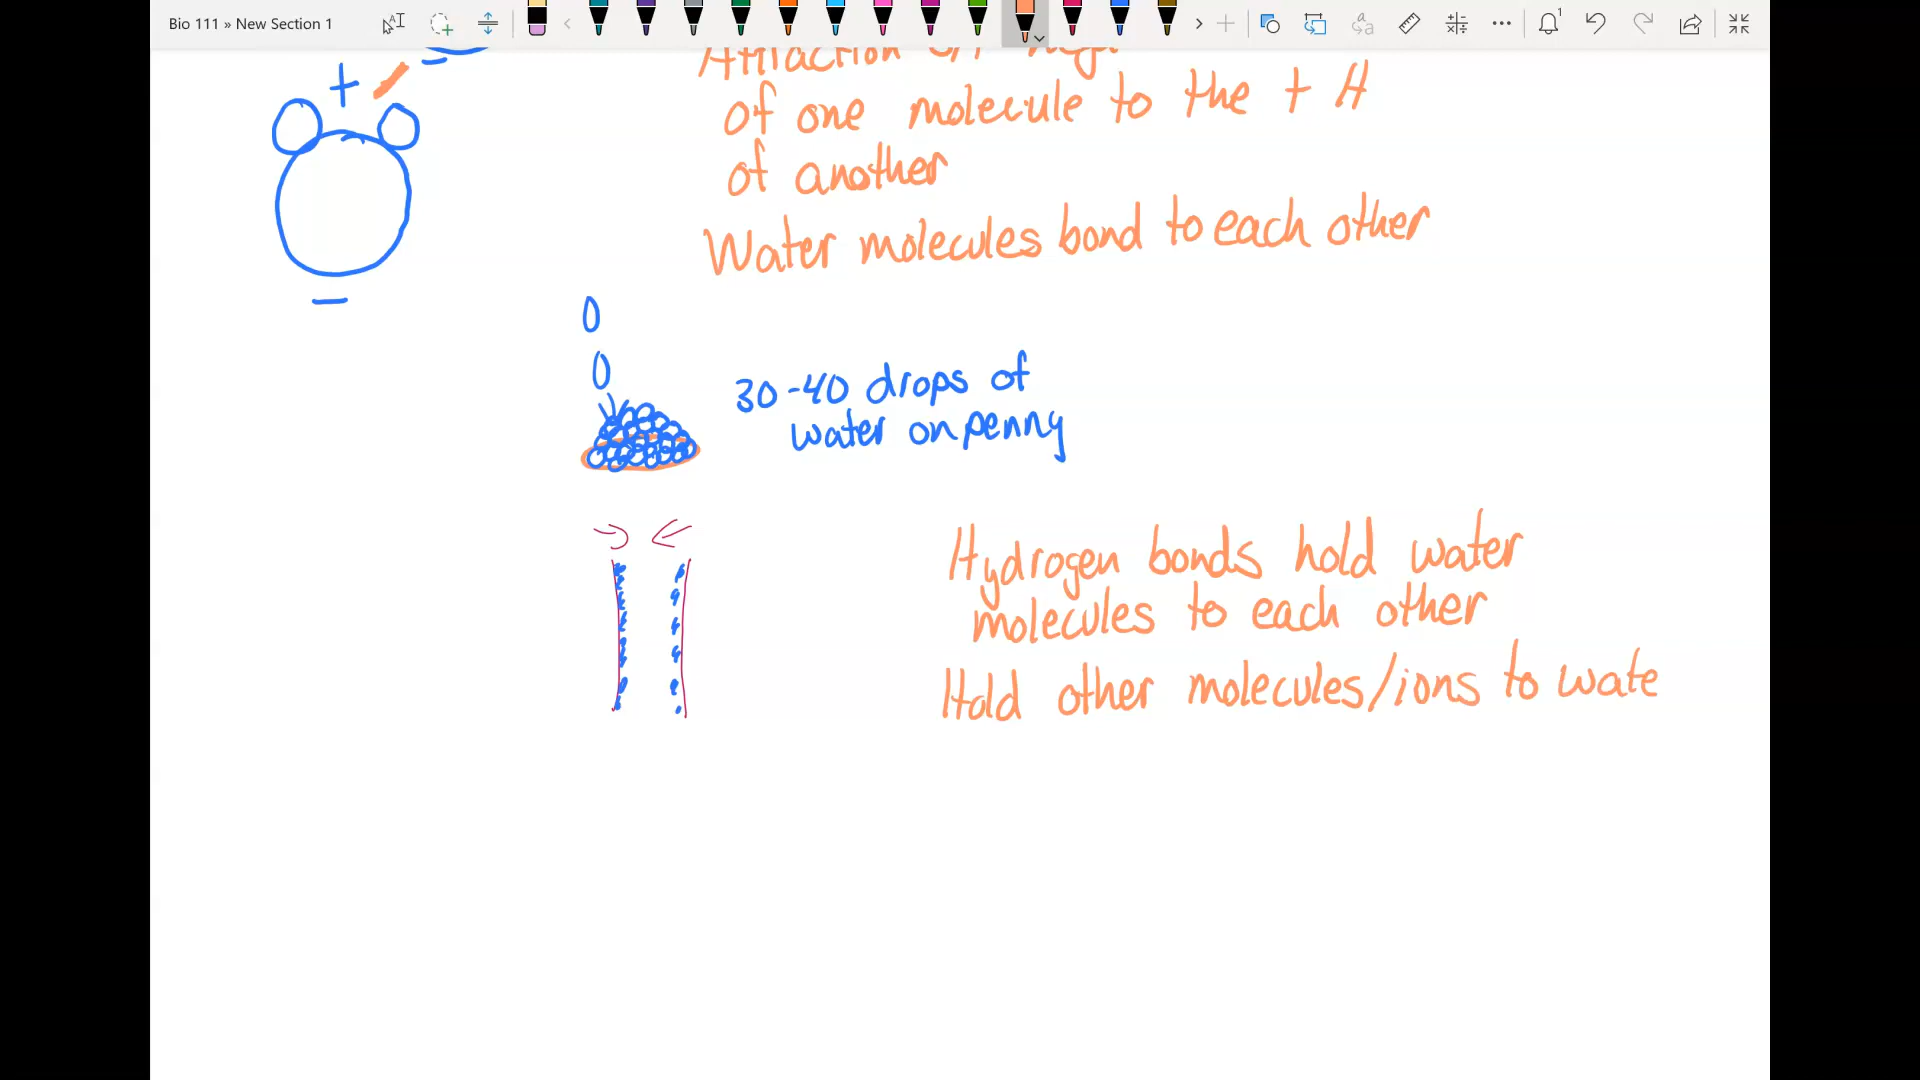 Bio 111 » New Section 1
Attraction
of one molecule to the + H
of another
Water molecules bond to each other
30-40 drops of
water on penny
Hydrogen bonds hold water
molecules to each other
Hold other molecules/ions to wate